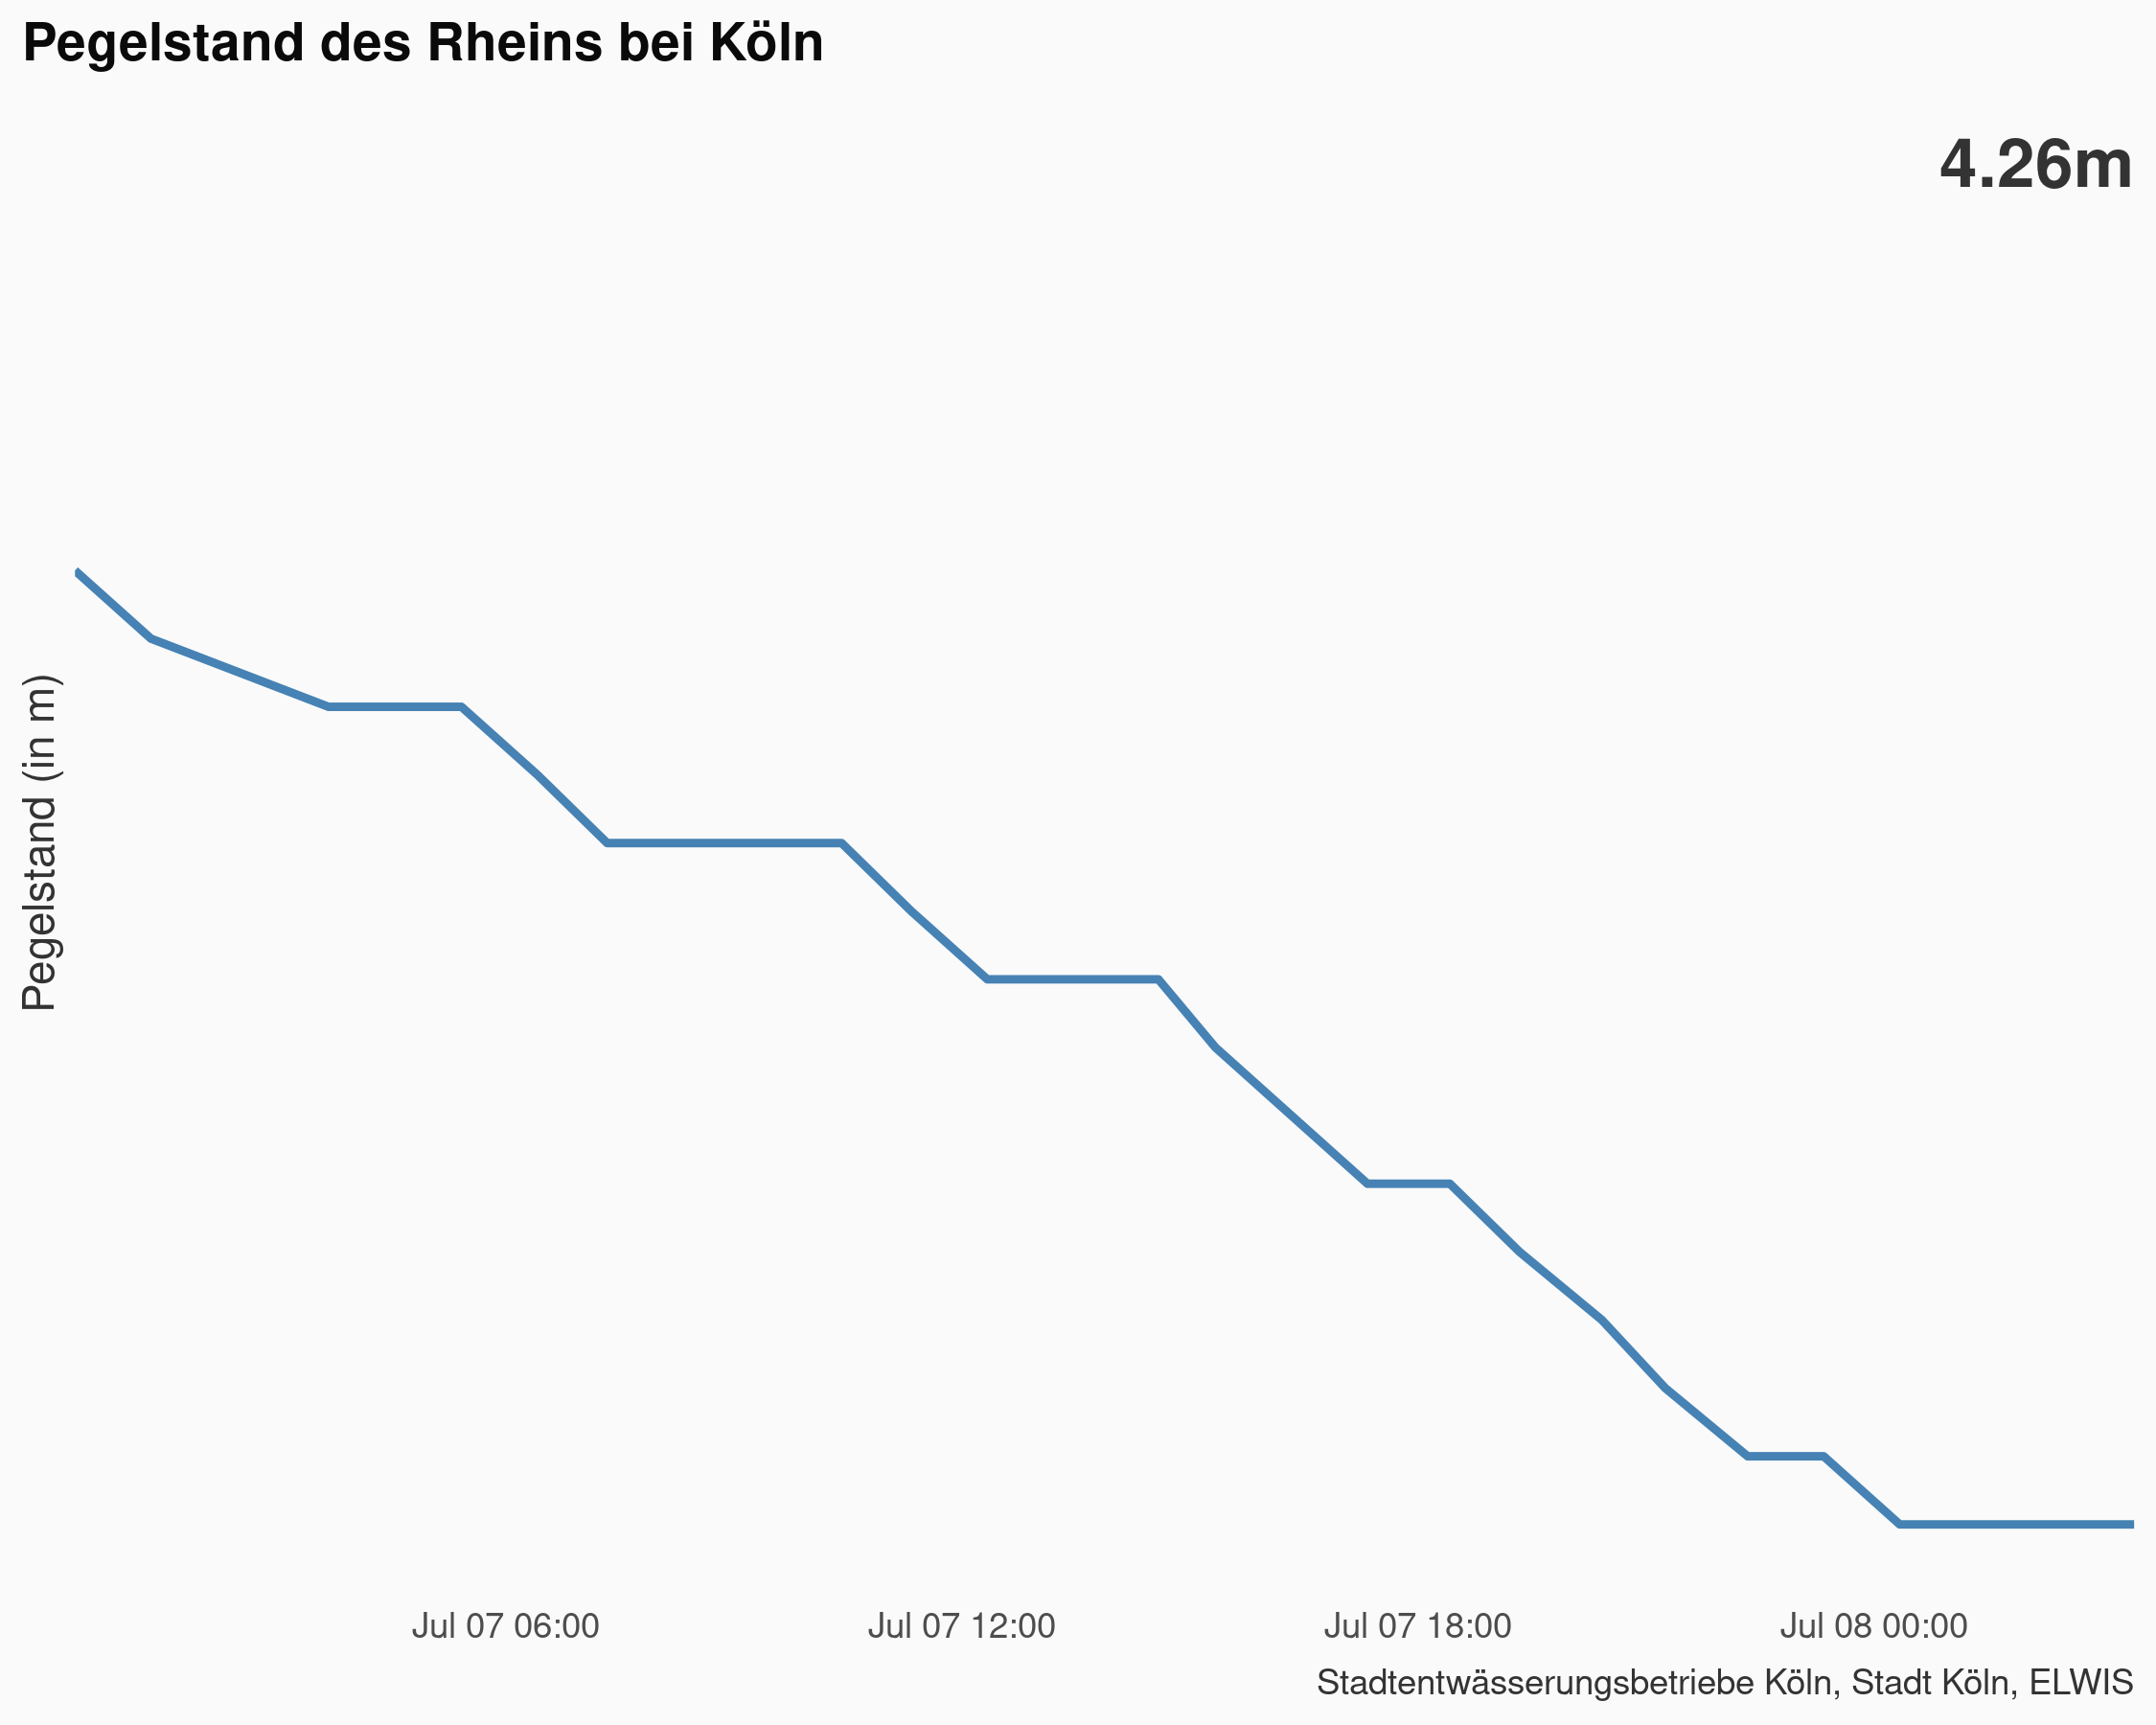 Pegelstand des Rheins bei Köln
4.26m
Pegelstand (in m)
Jul 07 06:00 Jul 07 12:00 Jul 07 18:00 Jul 08 00:00
Stadtentwässerungsbetriebe Köln, Stadt Köln, ELWIS